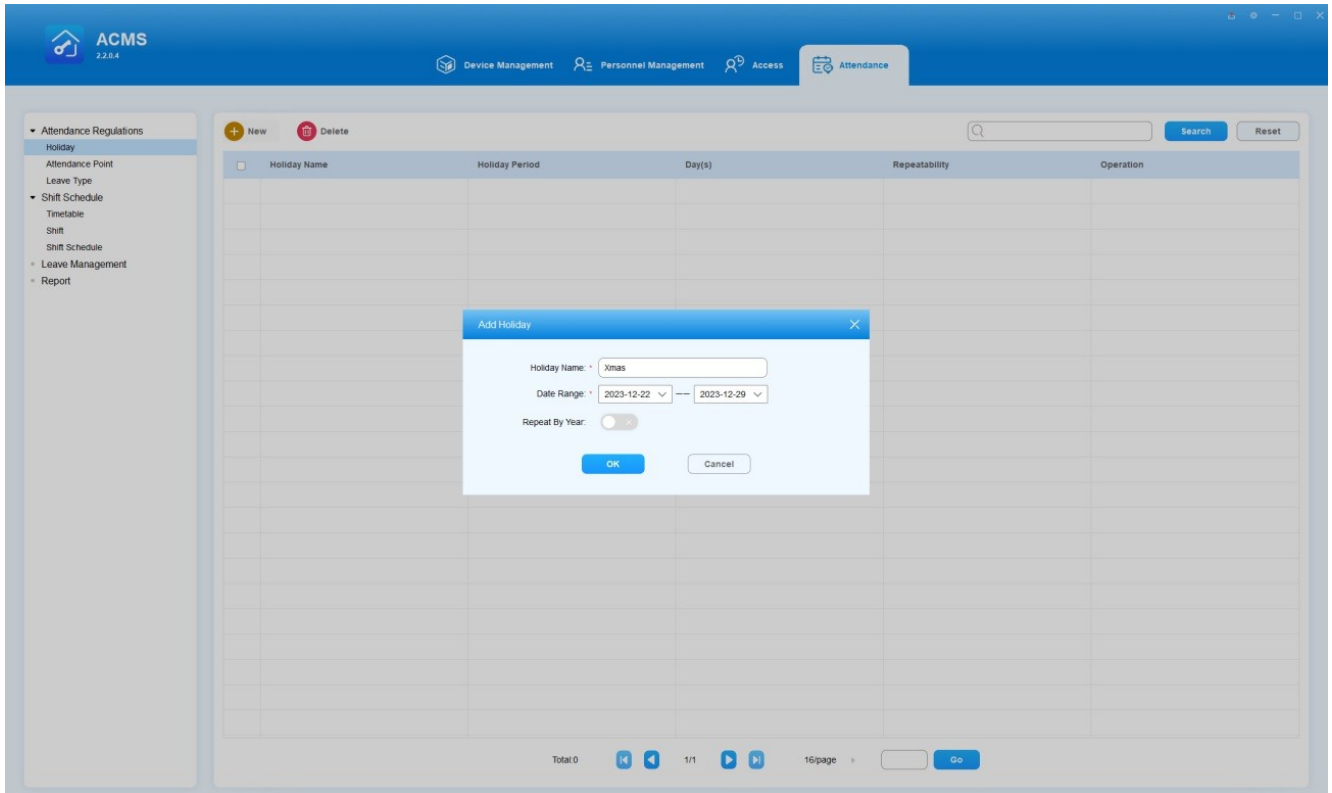 ACMS
2.2.0.4
Device Management Personnel Management Access Attendance
Attendance Regulations
Holiday
Attendance Point
Leave Type
Shift Schedule
Timetable
Shift
Shift Schedule
Leave Management
Report
New Delete Search Reset
Holiday Name Holiday Period Day(s) Repeatability Operation
Add Holiday
Holiday Name: * Xmas
Date Range: * 2023-12-22 —— 2023-12-29
Repeat By Year:
OK Cancel
Total:0 1/1 16/page Go